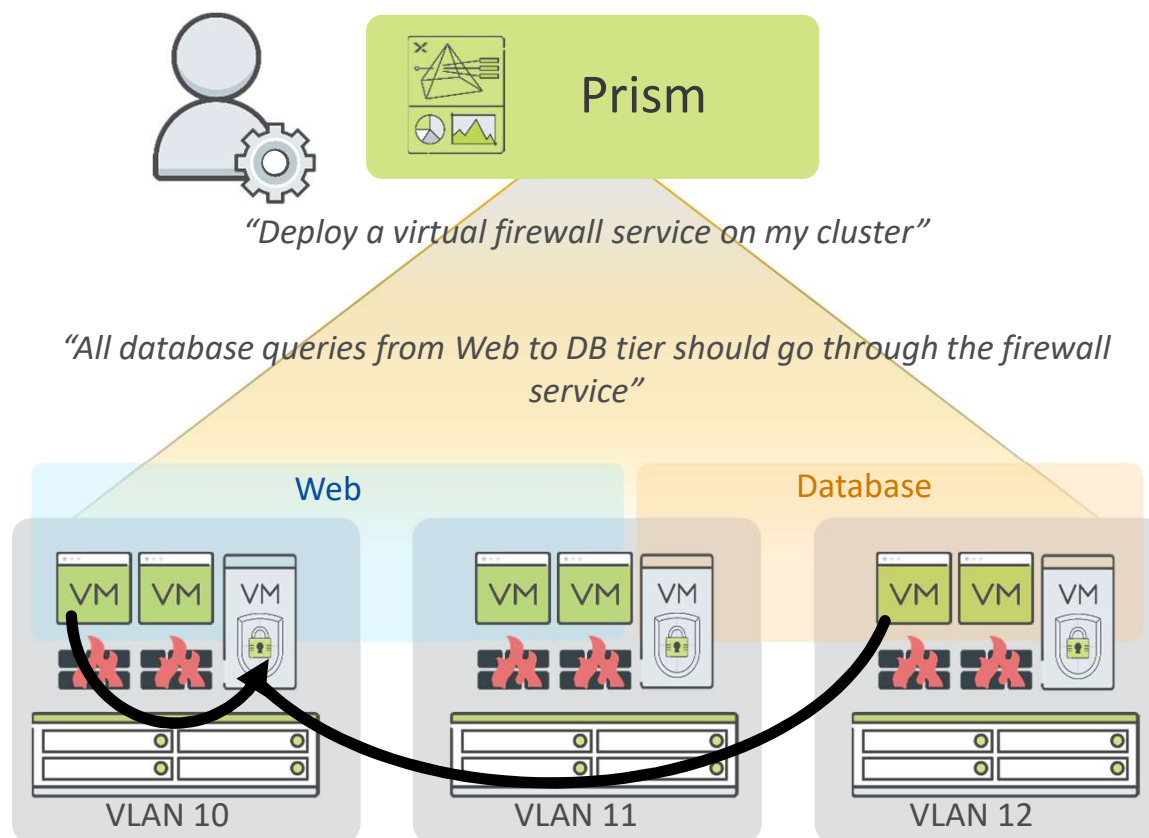 Prism
“Deploy a virtual firewall service on my cluster”
“All database queries from Web to DB tier should go through the firewall
service”
Web
Database
VM
VM
VM
VM
VM
VM
VM
VM
VM
VLAN 10
VLAN 11
VLAN 12